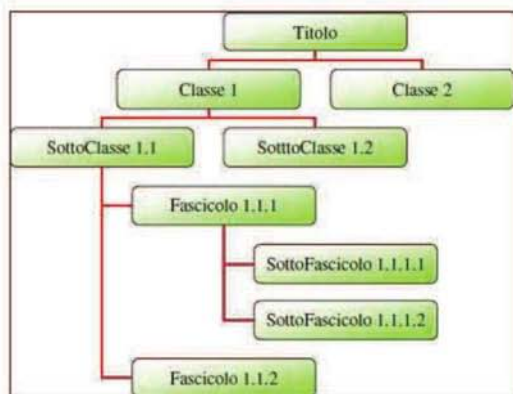 Titolo
Classe 1
Classe 2
SottoClasse 1.1
SotttoClasse 1.2
Fascicolo 1.1.1
SottoFascicolo 1.1.1.1
SottoFascicolo 1.1.1.2
Fascicolo 1.1.2